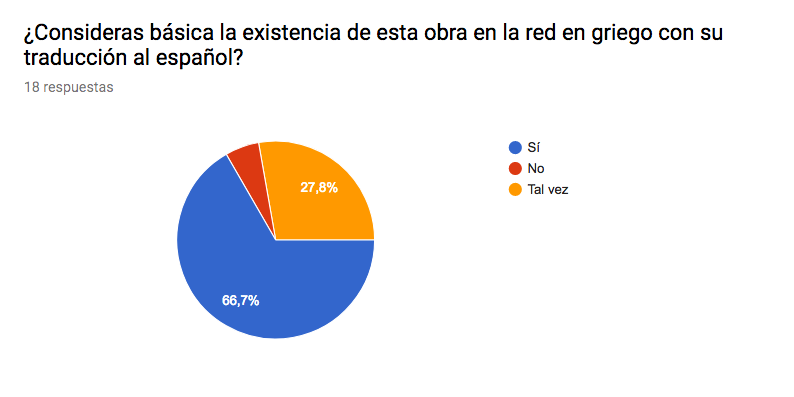 ¿Consideras básica la existencia de esta obra en la red en griego con su
traducción al español?
18 respuestas
Sí
No
Tal vez
27,8%
66,7%